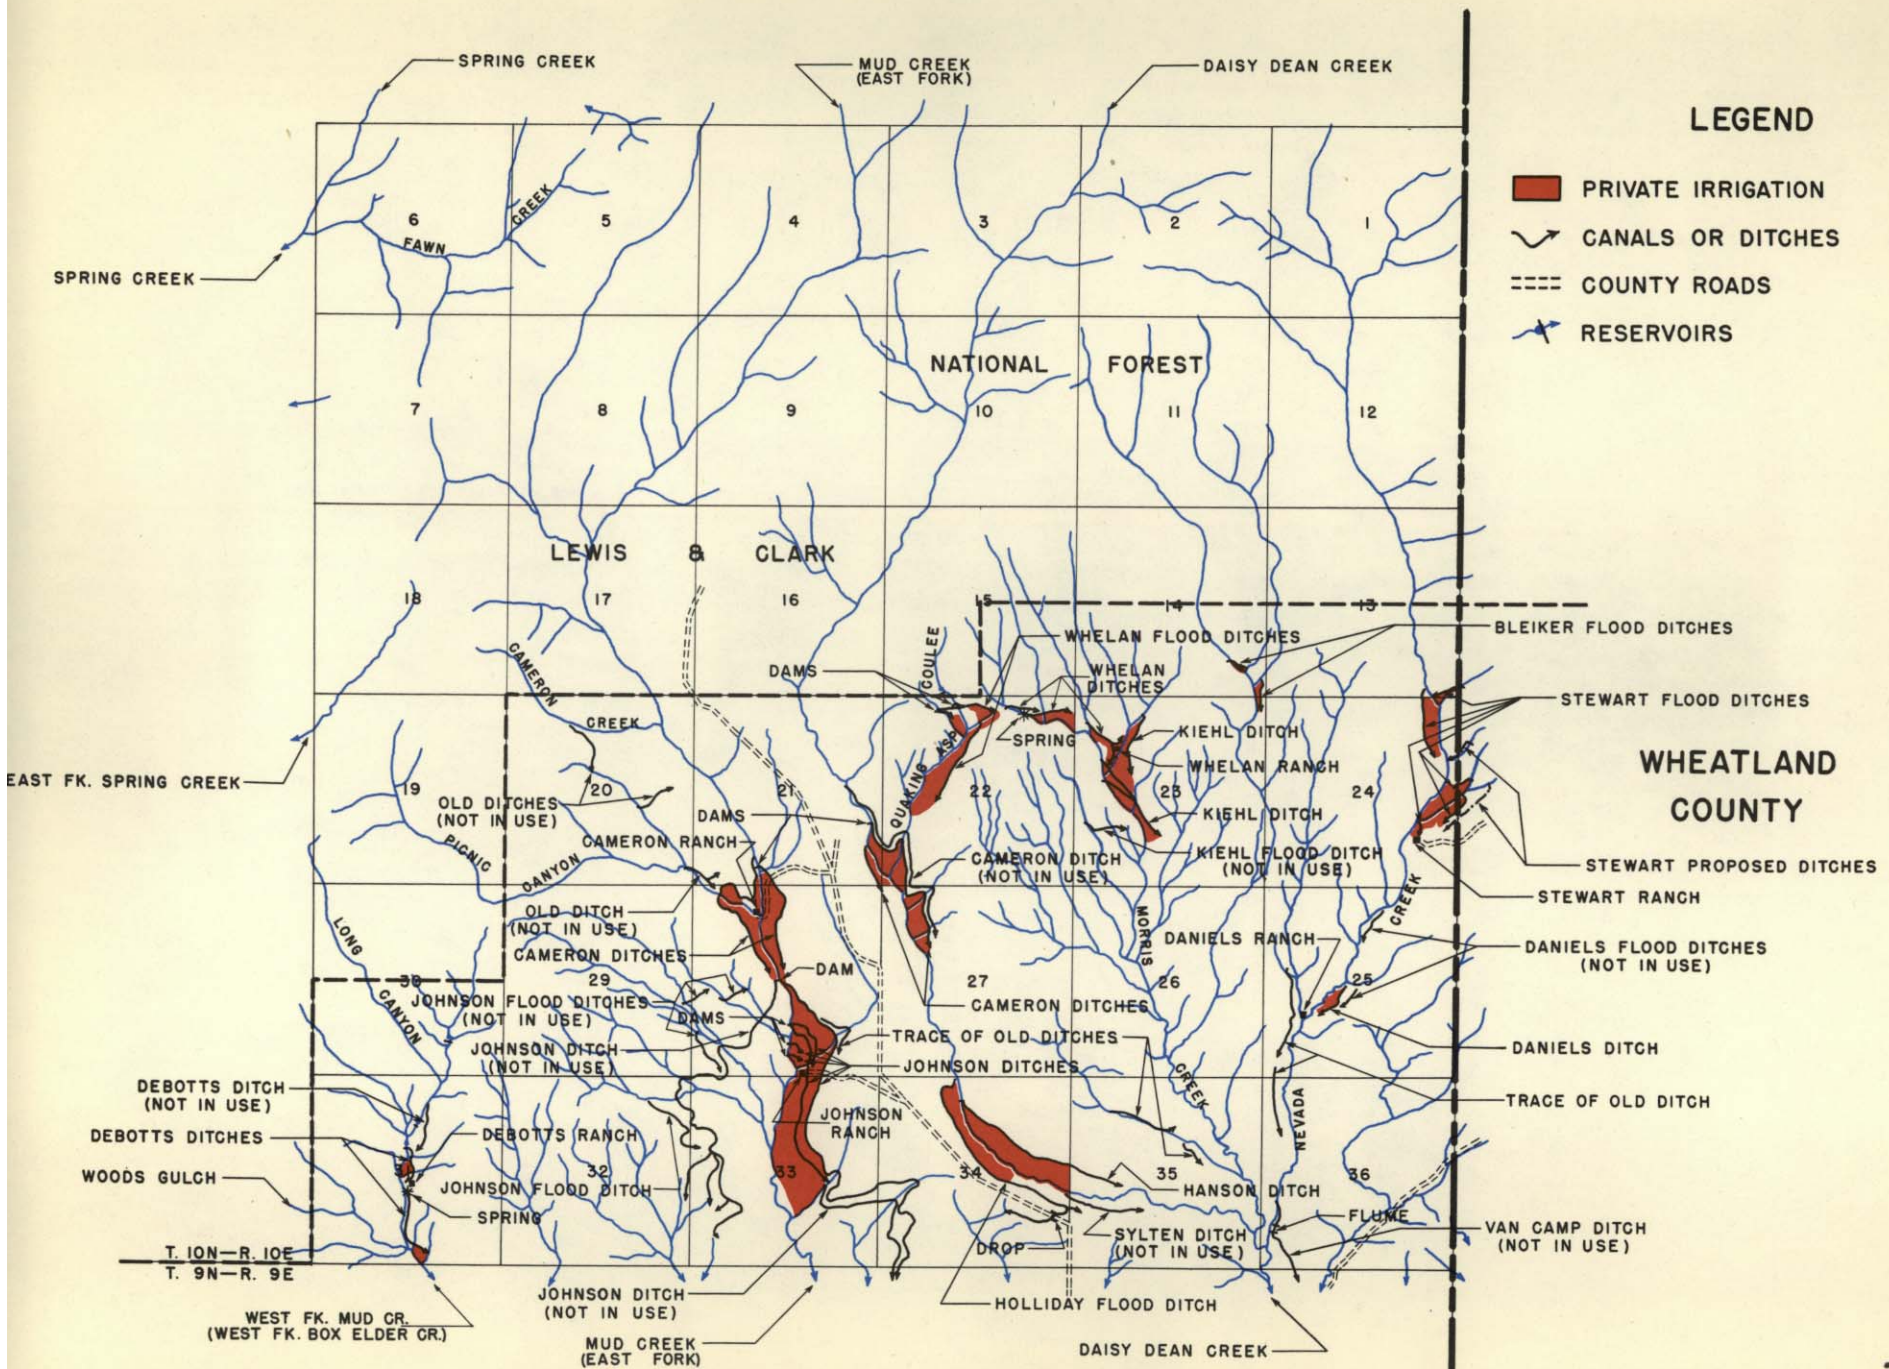 SPRING CREEK
MUD CREEK
(EAST FORK)
DAISY DEAN CREEK
LEGEND
PRIVATE IRRIGATION
CANALS OR DITCHES
COUNTY ROADS
RESERVOIRS
6
5
4
3
2
1
FAWN
CREEK
SPRING CREEK
NATIONAL FOREST
7
8
9
10
11
12
LEWIS & CLARK
18
17
16
15
14
13
COULEE
WHELAN FLOOD DITCHES
BLEIKER FLOOD DITCHES
DAMS
WHELAN
DITCHES
STEWART FLOOD DITCHES
CAMERON
CREEK
QUAKING ASP
SPRING
KIEHL DITCH
WHELAN RANCH
WHEATLAND
COUNTY
EAST FK. SPRING CREEK
19
20
21
22
23
24
OLD DITCHES
(NOT IN USE)
DAMS
KIEHL DITCH
CAMERON RANCH
PICNIC
CANYON
CAMERON DITCH
(NOT IN USE)
KIEHL FLOOD DITCH
(NOT IN USE)
STEWART PROPOSED DITCHES
STEWART RANCH
OLD DITCH
(NOT IN USE)
LONG
CANYON
MORRIS
CREEK
CREEK
DANIELS RANCH
DANIELS FLOOD DITCHES
(NOT IN USE)
CAMERON DITCHES
DAM
30
29
27
26
25
JOHNSON FLOOD DITCHES
(NOT IN USE)
CAMERON DITCHES
DAMS
TRACE OF OLD DITCHES
JOHNSON DITCH
(NOT IN USE)
JOHNSON DITCHES
DANIELS DITCH
DEBOTTS DITCH
(NOT IN USE)
TRACE OF OLD DITCH
JOHNSON
RANCH
NEVADA
DEBOTTS DITCHES
DEBOTTS RANCH
WOODS GULCH
32
33
34
35
36
JOHNSON FLOOD DITCH
HANSON DITCH
SPRING
FLUME
SYLTEN DITCH
(NOT IN USE)
VAN CAMP DITCH
(NOT IN USE)
DROP
T. 10N—R. 10E
T. 9N—R. 9E
JOHNSON DITCH
(NOT IN USE)
HOLLIDAY FLOOD DITCH
WEST FK. MUD CR.
(WEST FK. BOX ELDER CR.)
MUD CREEK
(EAST FORK)
DAISY DEAN CREEK